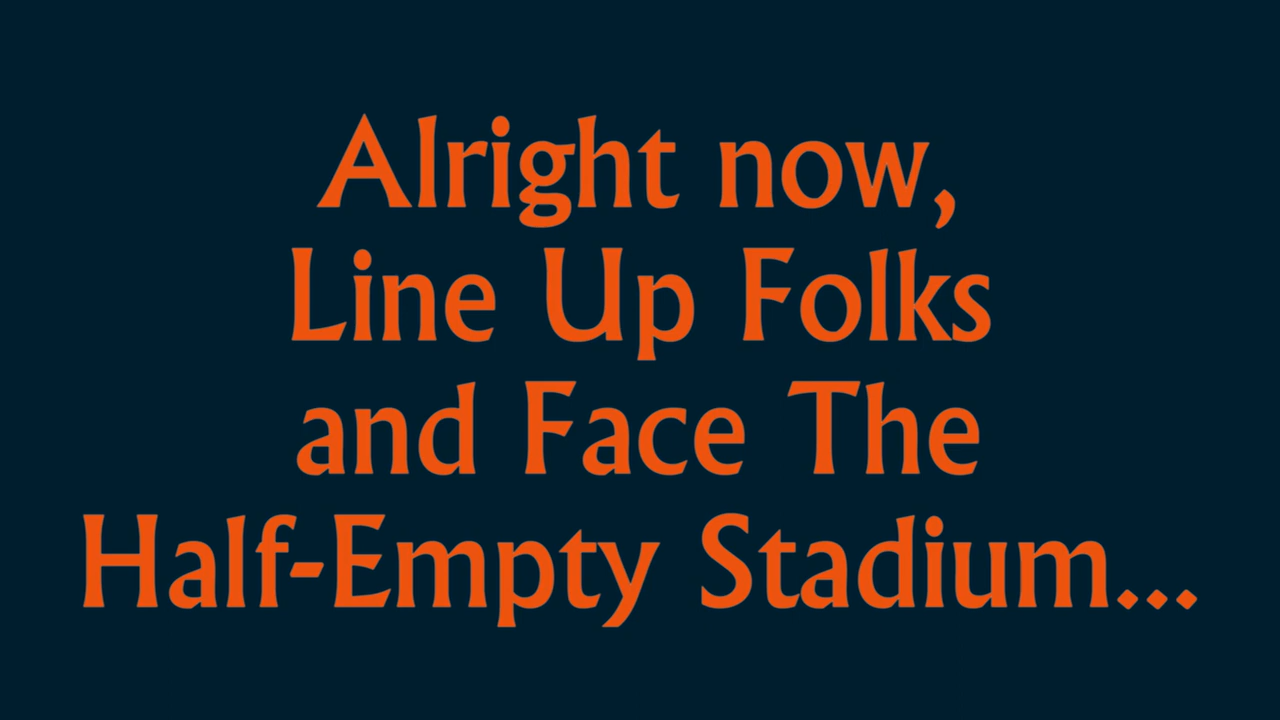 Alright now,
Line Up Folks
and Face The
Half-Empty Stadium...